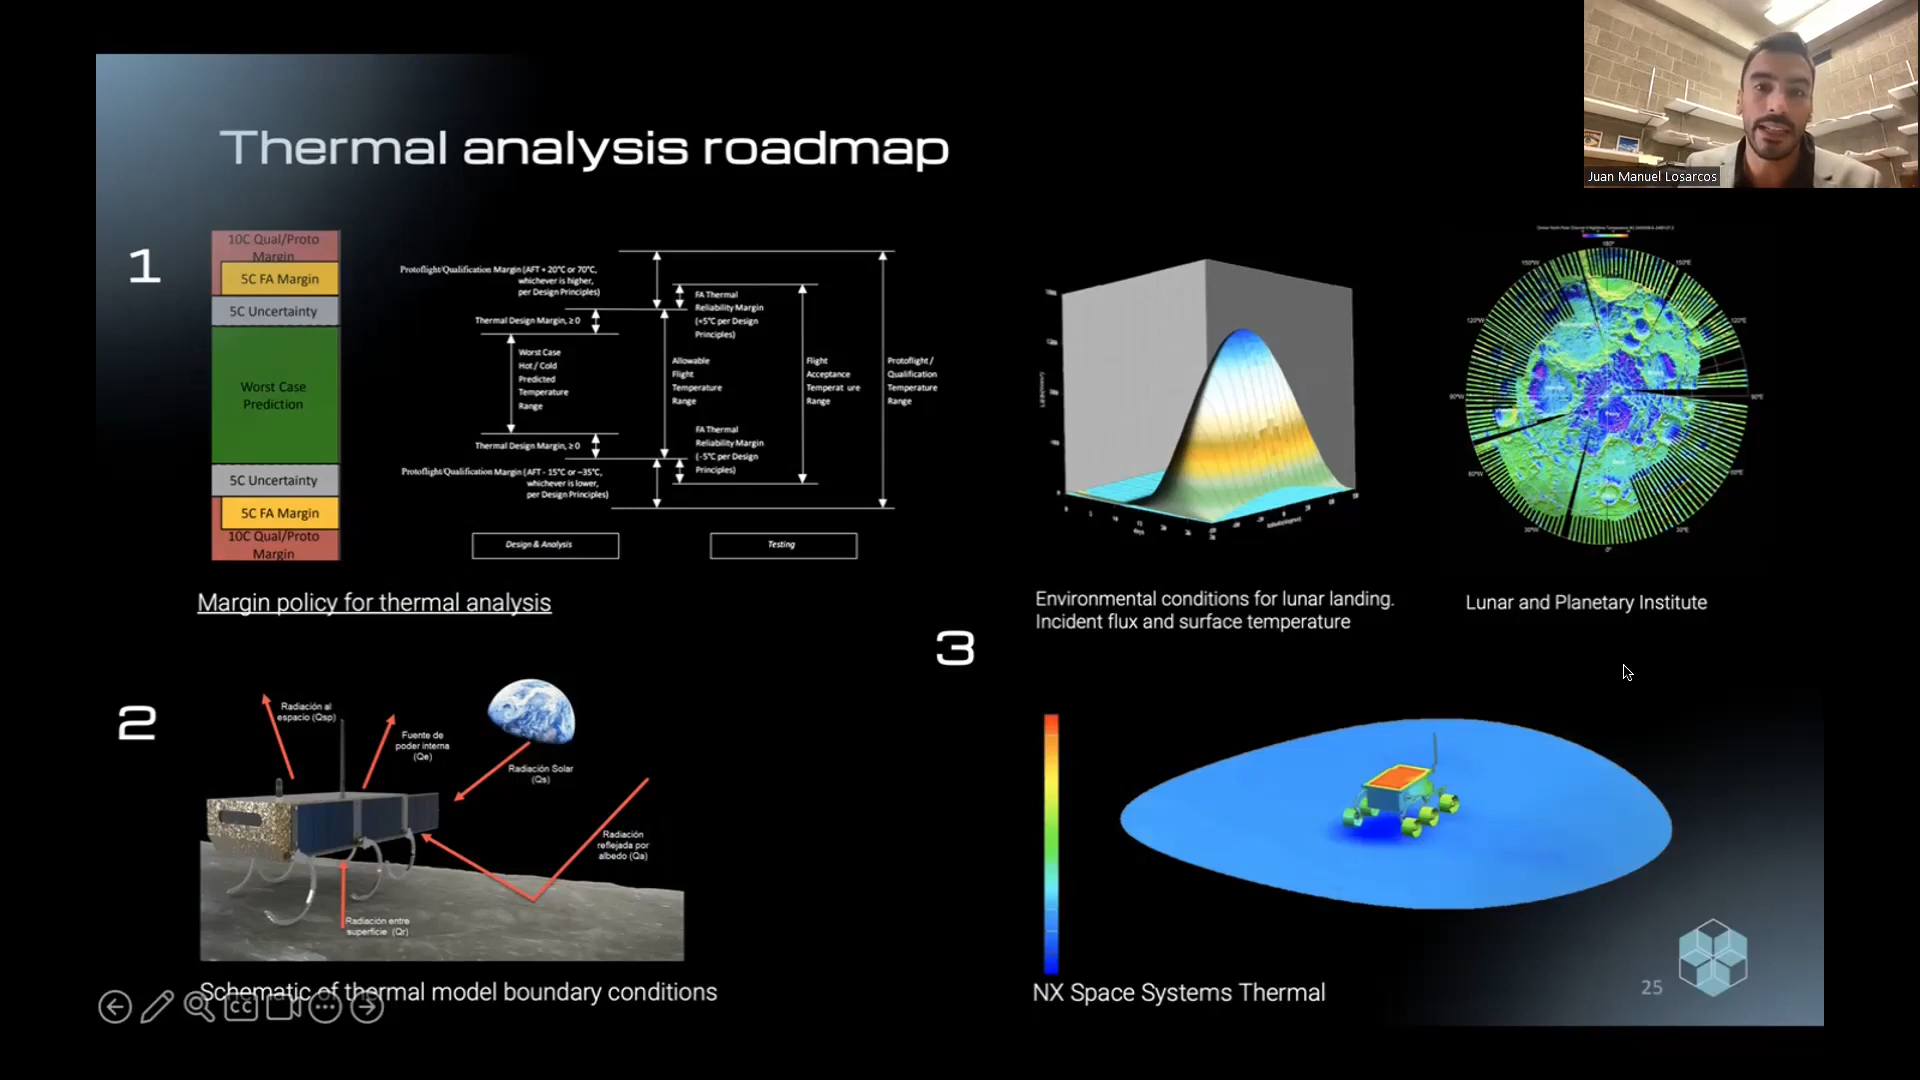 Juan Manuel Losarcos
Thermal analysis roadmap
1
10C Qual/Proto
Margin
5C FA Margin
5C Uncertainty
Worst Case
Prediction
5C Uncertainty
5C FA Margin
10C Qual/Proto
Margin
Protoflight/Qualification Margin (AFT + 20°C or 70°C,
whichever is higher,
per Design Principles)
Thermal Design Margin, ≥ 0
Worst Case
Hot / Cold
Predicted
Temperature
Range
Thermal Design Margin, ≥ 0
Protoflight/Qualification Margin (AFT - 15°C or –35°C,
whichever is lower,
per Design Principles)
FA Thermal
Reliability Margin
(+5°C per Design
Principles)
Allowable
Flight
Temperature
Range
FA Thermal
Reliability Margin
(-5°C per Design
Principles)
Flight
Acceptance
Temperat ure
Range
Protoflight /
Qualification
Temperature
Range
Design & Analysis
Testing
Margin policy for thermal analysis
2
Radiación al
espacio (Qsp)
Fuente de
poder interna
(Qe)
Radiación Solar
(Qs)
Radiación
reflejada por
albedo (Qa)
Radiación entre
superficie (Qr)
Schematic of thermal model boundary conditions
CC
3
days
Environmental conditions for lunar landing.
Incident flux and surface temperature
Lunar and Planetary Institute
NX Space Systems Thermal
25